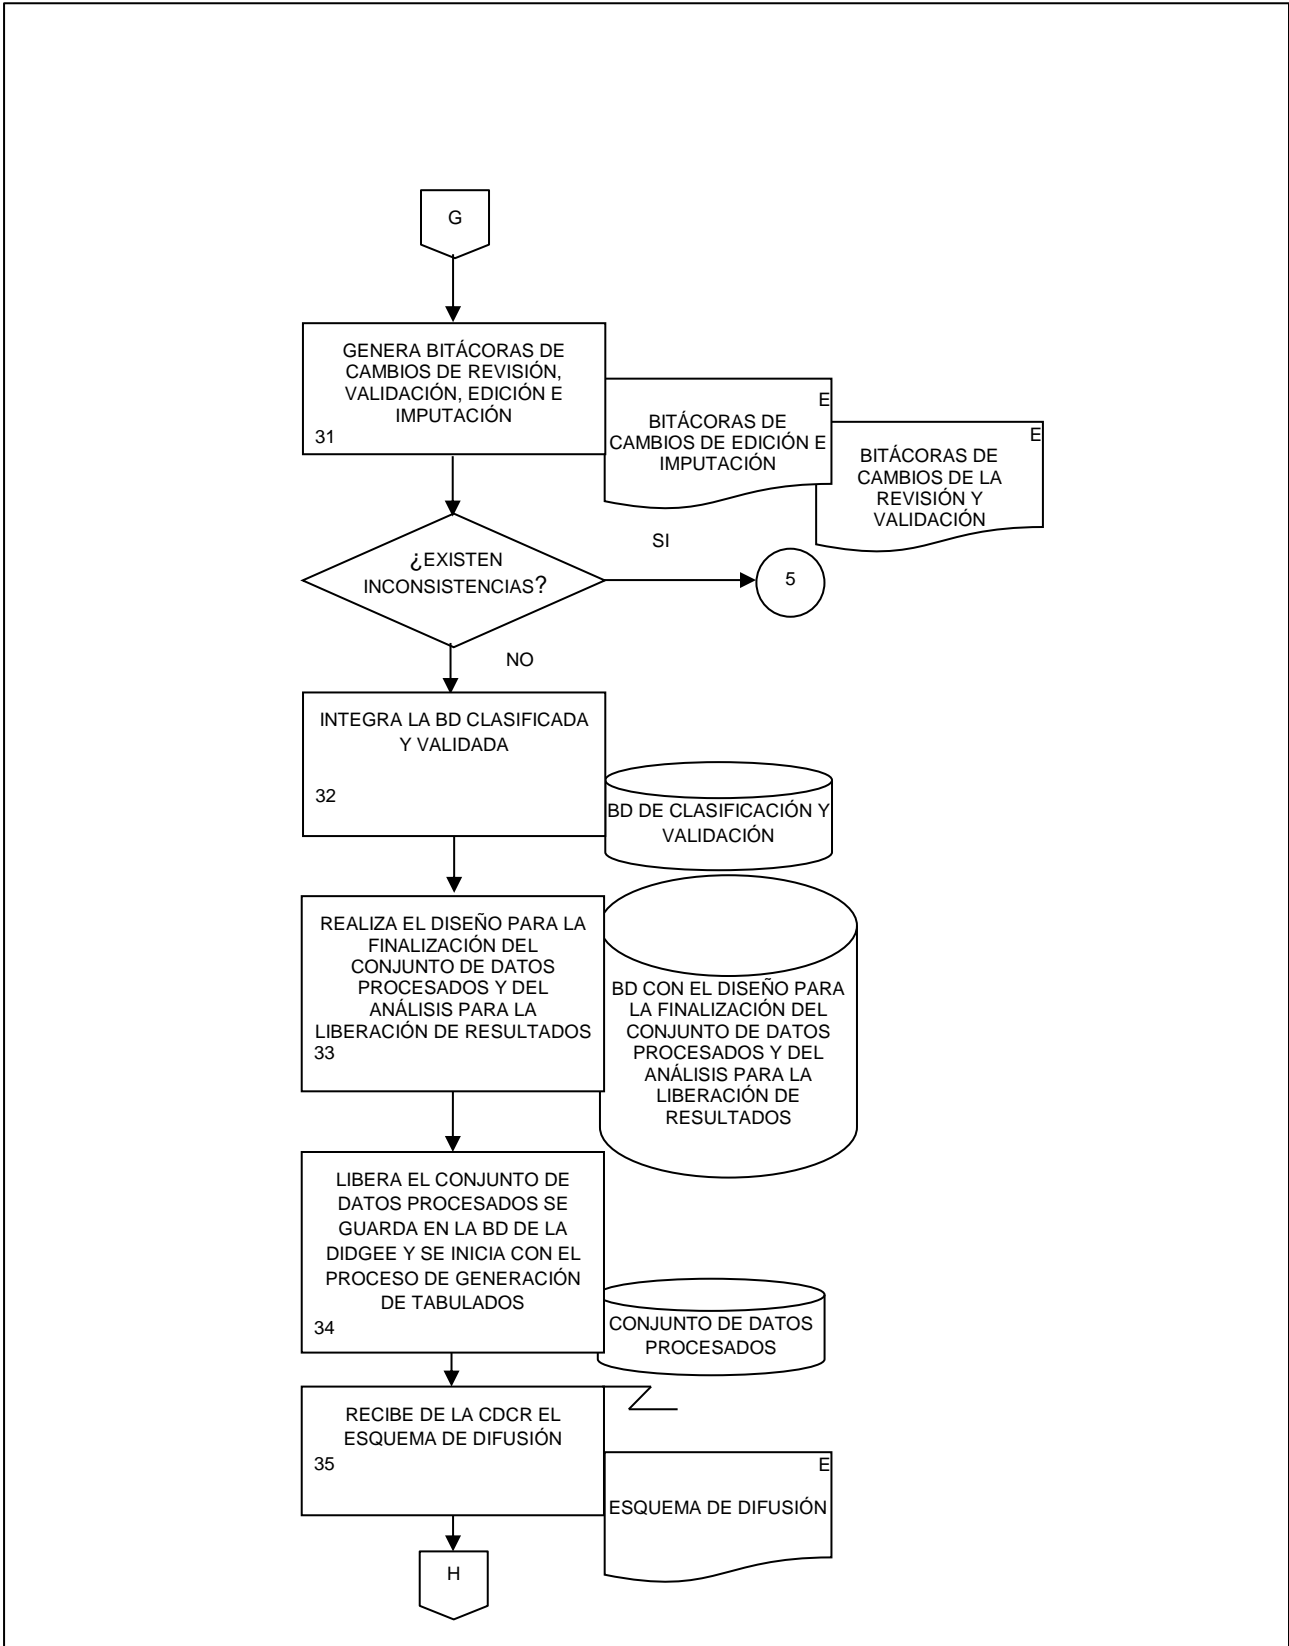 G
GENERA BITÁCORAS DE
CAMBIOS DE REVISIÓN,
VALIDACIÓN, EDICIÓN E
IMPUTACIÓN
31
E
BITÁCORAS DE
CAMBIOS DE EDICIÓN E
IMPUTACIÓN
E
BITÁCORAS DE
CAMBIOS DE LA
REVISIÓN Y
VALIDACIÓN
¿EXISTEN
INCONSISTENCIAS?
SI
5
NO
INTEGRA LA BD CLASIFICADA
Y VALIDADA
32
BD DE CLASIFICACIÓN Y
VALIDACIÓN
REALIZA EL DISEÑO PARA LA
FINALIZACIÓN DEL
CONJUNTO DE DATOS
PROCESADOS Y DEL
ANÁLISIS PARA LA
LIBERACIÓN DE RESULTADOS
33
BD CON EL DISEÑO PARA
LA FINALIZACIÓN DEL
CONJUNTO DE DATOS
PROCESADOS Y DEL
ANÁLISIS PARA LA
LIBERACIÓN DE
RESULTADOS
LIBERA EL CONJUNTO DE
DATOS PROCESADOS SE
GUARDA EN LA BD DE LA
DIDGEE Y SE INICIA CON EL
PROCESO DE GENERACIÓN
DE TABULADOS
34
CONJUNTO DE DATOS
PROCESADOS
RECIBE DE LA CDCR EL
ESQUEMA DE DIFUSIÓN
35
E
ESQUEMA DE DIFUSIÓN
H